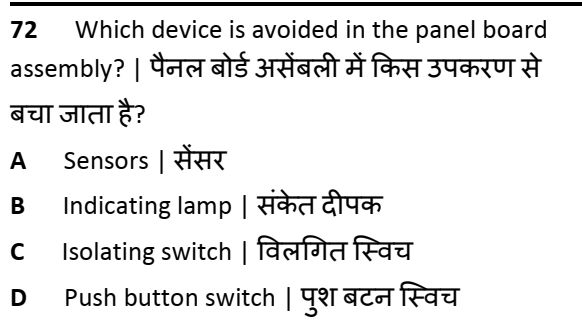 72 Which device is avoided in the panel board
assembly? | पैनल बोर्ड असेंबली में किस उपकरण से
बचा जाता है?
A Sensors | सेंसर
B Indicating lamp | संकेत दीपक
C Isolating switch | विलगित स्विच
D Push button switch | पुश बटन स्विच